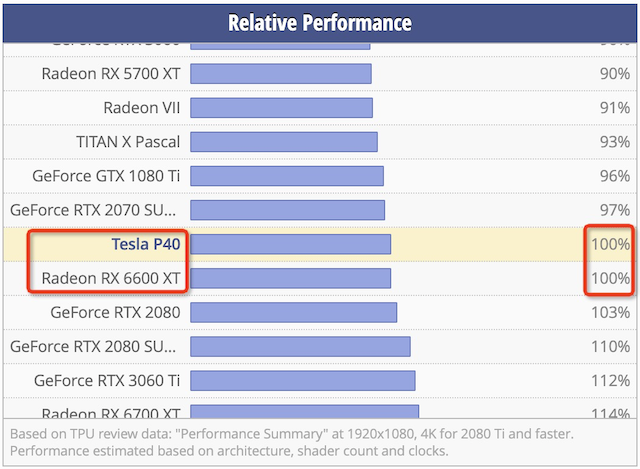 Relative Performance
Radeon RX 5700 XT 90%
Radeon VII 91%
TITAN X Pascal 93%
GeForce GTX 1080 Ti 96%
GeForce RTX 2070 SU... 97%
Tesla P40 100%
Radeon RX 6600 XT 100%
GeForce RTX 2080 103%
GeForce RTX 2080 SU... 110%
GeForce RTX 3060 Ti 112%
Radeon RX 6700 XT 114%
Based on TPU review data: "Performance Summary" at 1920x1080, 4K for 2080 Ti and faster.
Performance estimated based on architecture, shader count and clocks.